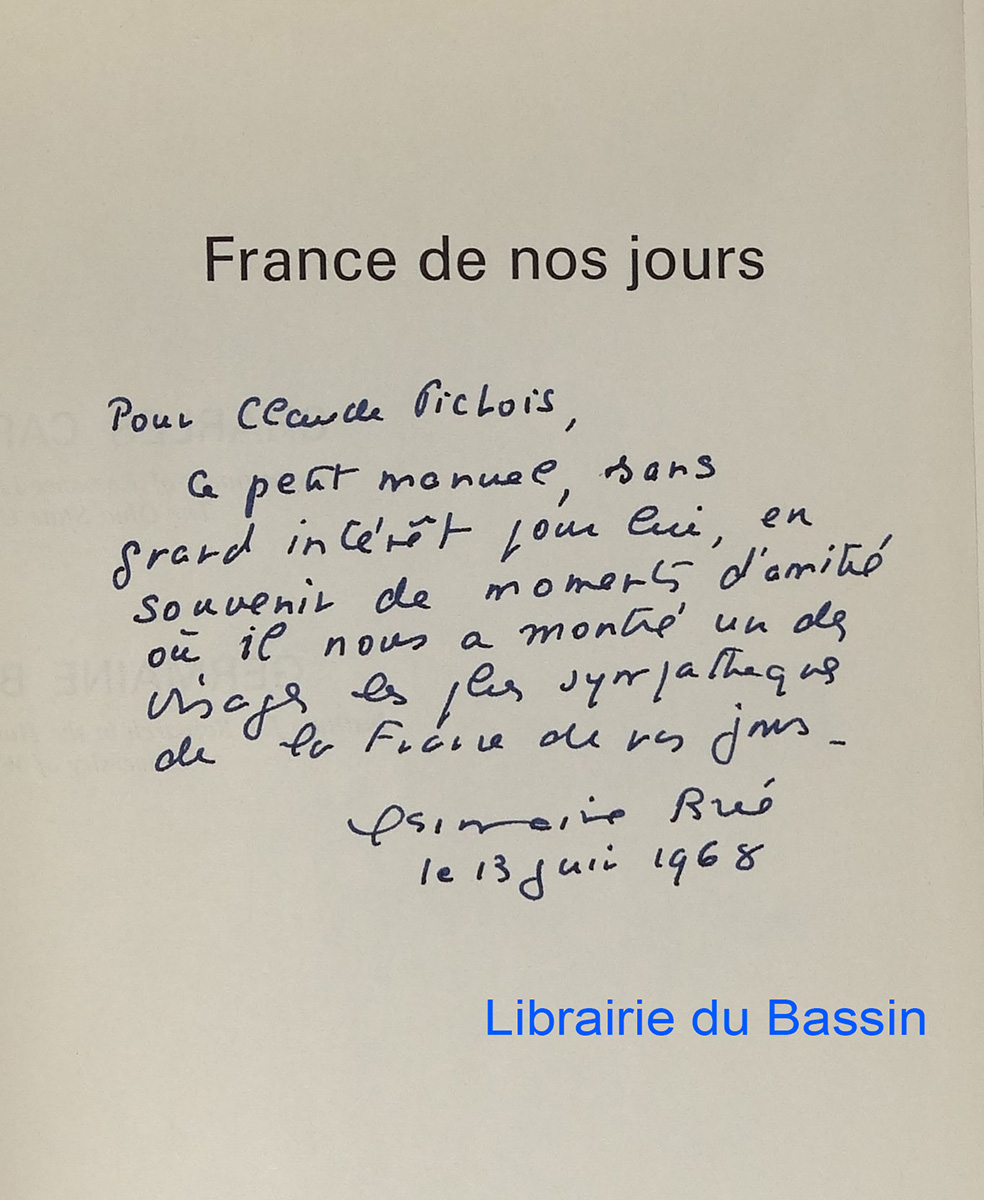 France de nos jours
Pour Claude Pichois,
Ce petit manuel, sans
grand intérêt pour lui, en
souvenir de moments d'amitié
où il nous a montré un des
visages les plus sympathiques
de la France de nos jours -
Germaine Brée
le 13 juin 1968
Librairie du Bassin